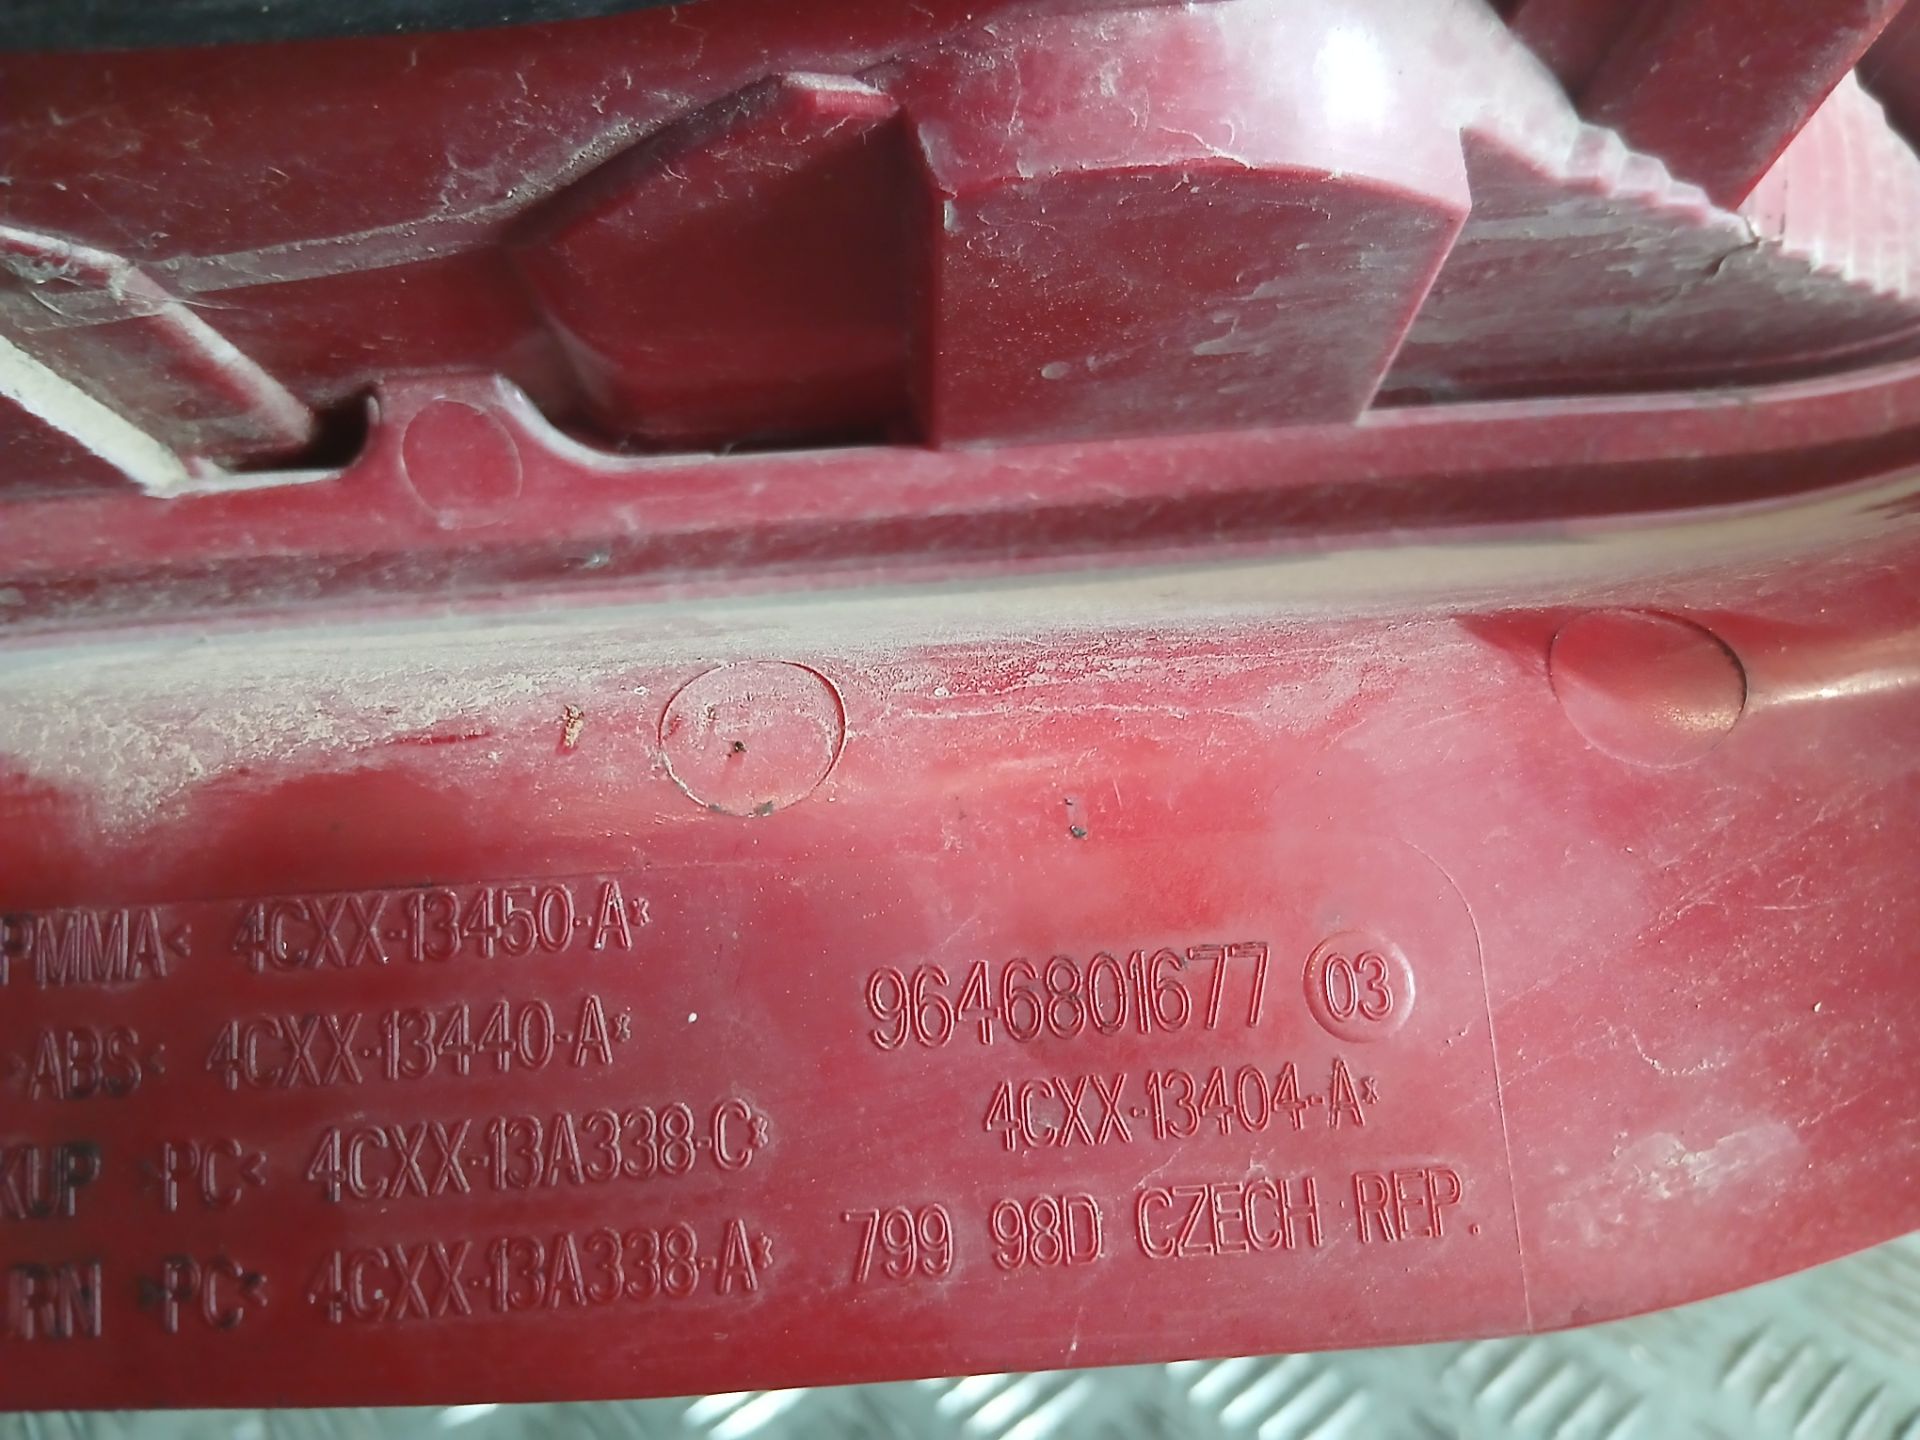 PMMA< 4CXX-13450-A*
>ABS< 4CXX-13440-A*
KUP >PC< 4CXX-13A338-C*
RN >PC< 4CXX-13A338-A*
9646801677 03
4CXX-13404-A*
799 98D CZECH REP.